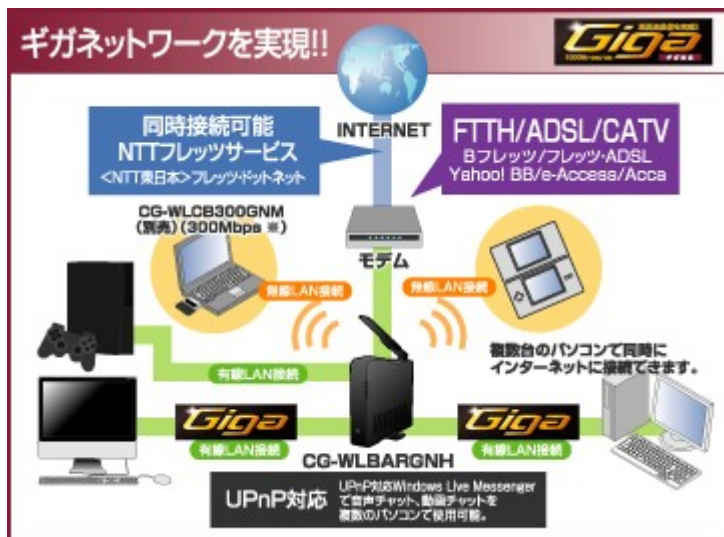 ギガネットワークを実現!!
Giga
INTERNET
同時接続可能
NTTフレッツサービス
<NTT東日本>フレッツ・ドットネット
FTTH/ADSL/CATV
Bフレッツ/フレッツ・ADSL
Yahoo! BB/e-Access/Acca
CG-WLCB300GNM
(別売)(300Mbps ※)
モデム
無線LAN接続
無線LAN接続
有線LAN接続
複数台のパソコンで同時に
インターネットに接続できます。
Giga
有線LAN接続
Giga
有線LAN接続
CG-WLBARGNH
UPnP対応
UPnP対応Windows Live Messenger
で音声チャット、動画チャットを
複数のパソコンで使用可能。